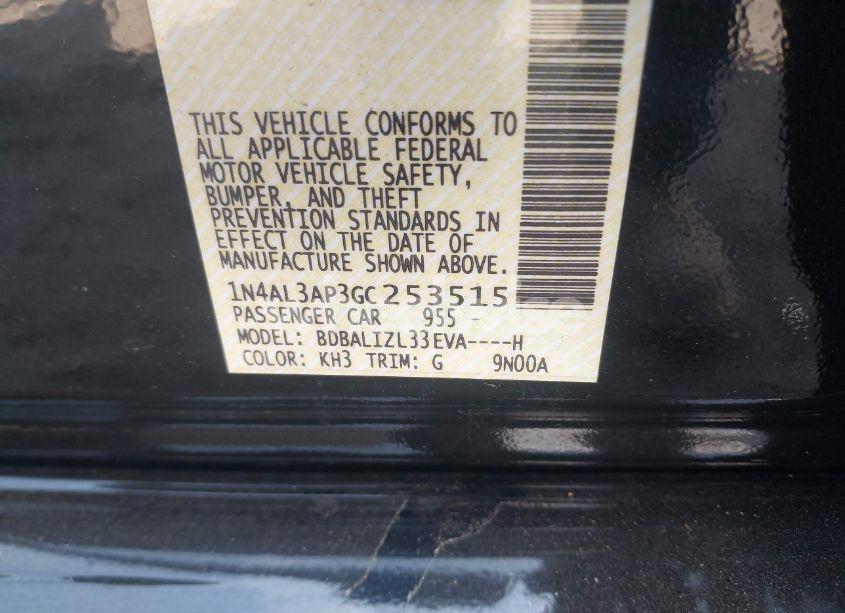 THIS VEHICLE CONFORMS TO
ALL APPLICABLE FEDERAL
MOTOR VEHICLE SAFETY,
BUMPER, AND THEFT
PREVENTION STANDARDS IN
EFFECT ON THE DATE OF
MANUFACTURE SHOWN ABOVE.
1N4AL3AP3GC253515
PASSENGER CAR 955
MODEL: BDBALIZL33EVA----H
COLOR: KH3 TRIM: G 9N00A